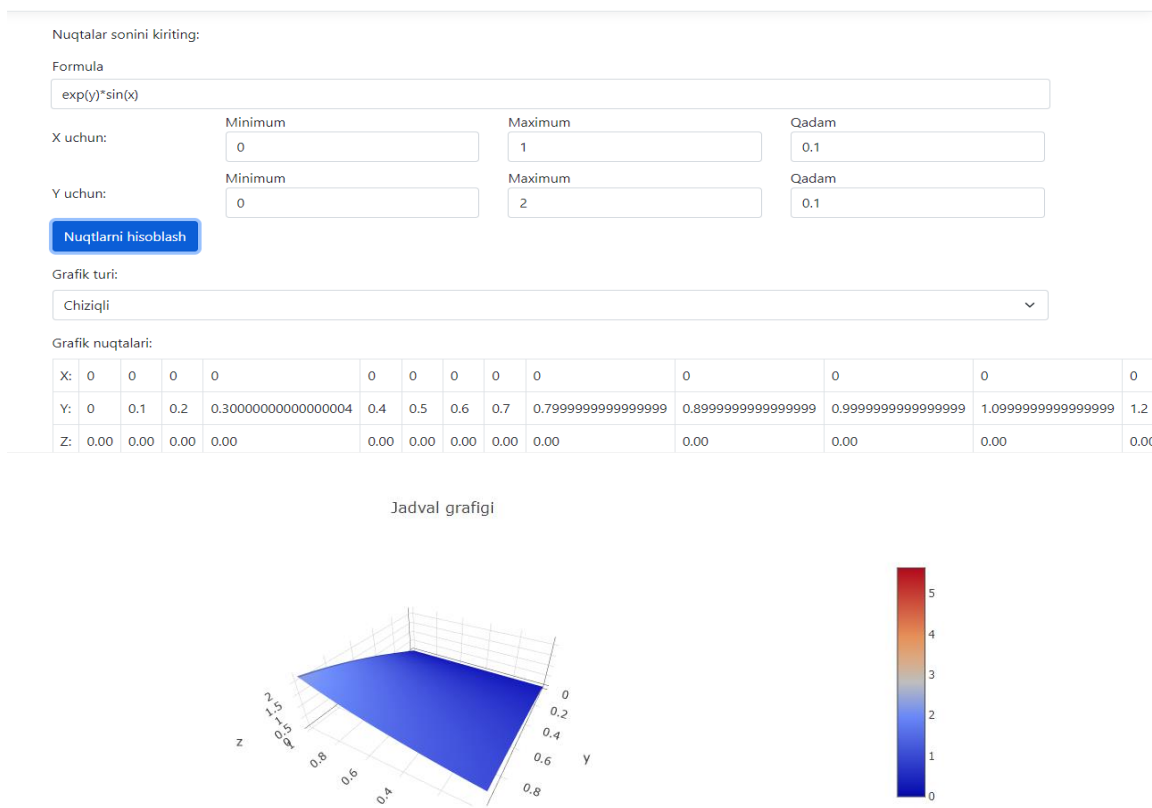 Nuqtalar sonini kiriting:
Formula
exp(y)*sin(x)
Minimum Maximum Qadam
X uchun: 0 1 0.1
Minimum Maximum Qadam
Y uchun: 0 2 0.1
Nuqtlarni hisoblash
Grafik turi:
Chiziqli
Grafik nuqtalari:
X: 0 0 0 0 0 0 0 0 0 0 0 0 0
Y: 0 0.1 0.2 0.30000000000000004 0.4 0.5 0.6 0.7 0.7999999999999999 0.8999999999999999 0.9999999999999999 1.0999999999999999 1.2
Z: 0.00 0.00 0.00 0.00 0.00 0.00 0.00 0.00 0.00 0.00 0.00 0.00 0.00
Jadval grafigi
5
4
3
2
1
0
2
1.5
1
0.5
0
z
1
0.8
0.6
0.4
0
0.2
0.4
0.6
0.8
y